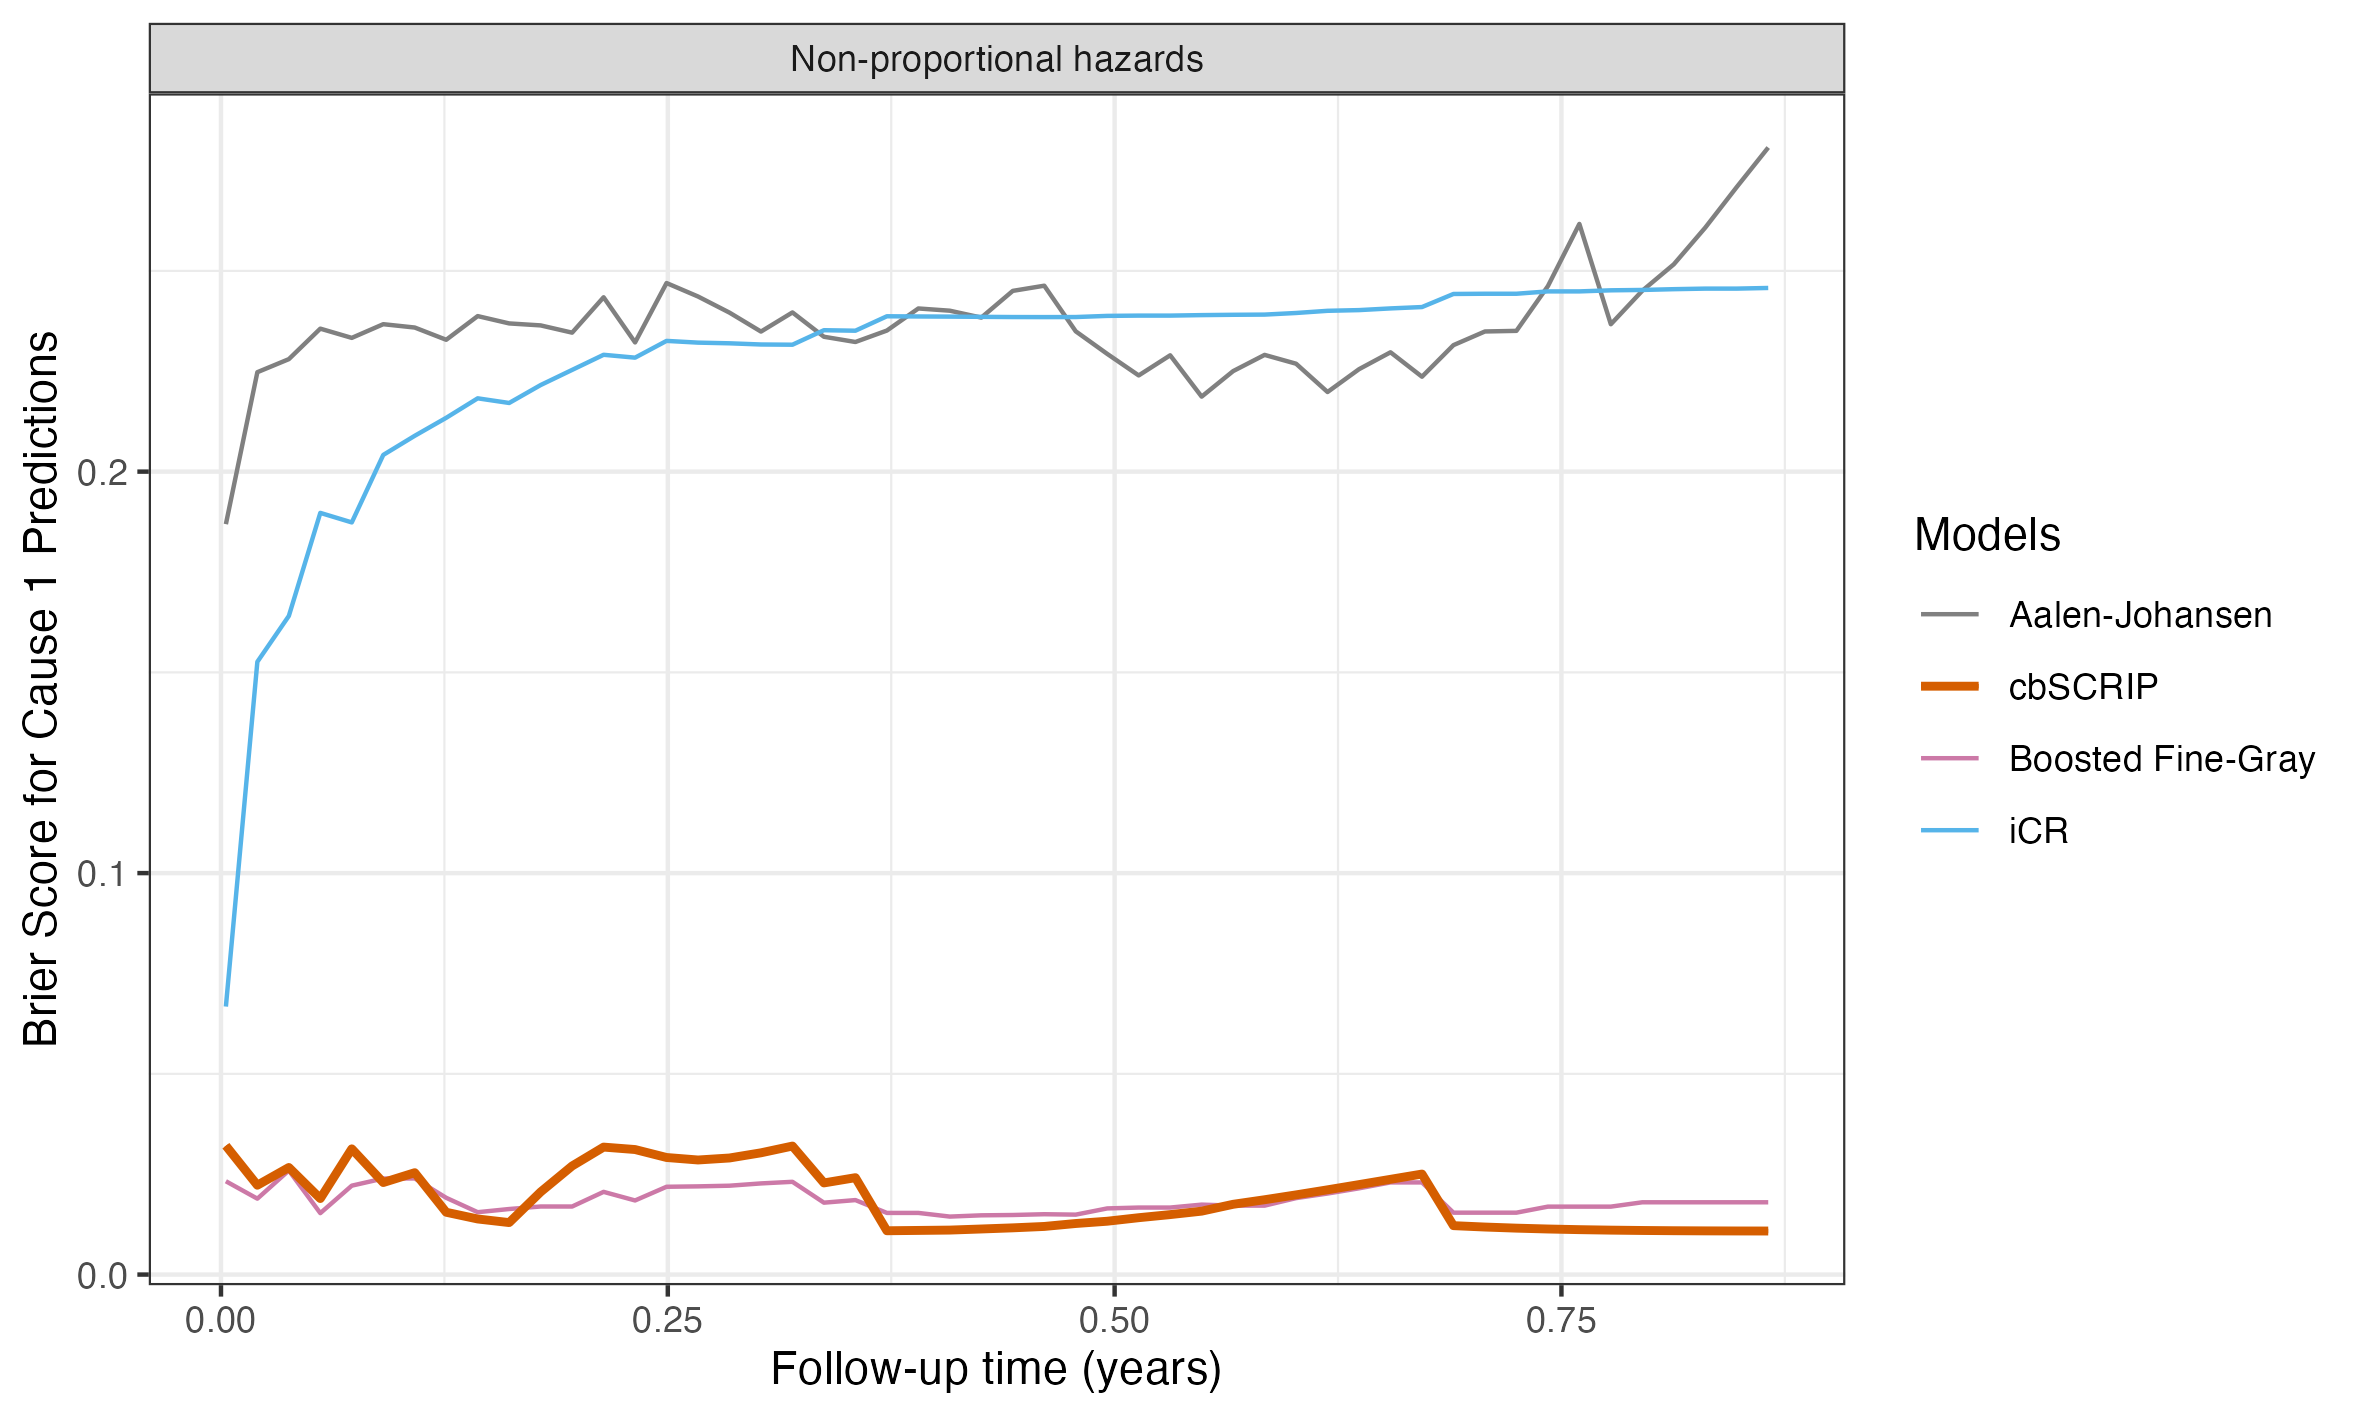 Non-proportional hazards
Brier Score for Cause 1 Predictions
0.2
0.1
0.0
0.00 0.25 0.50 0.75
Follow-up time (years)
Models
Aalen-Johansen
cbSCRIP
Boosted Fine-Gray
iCR